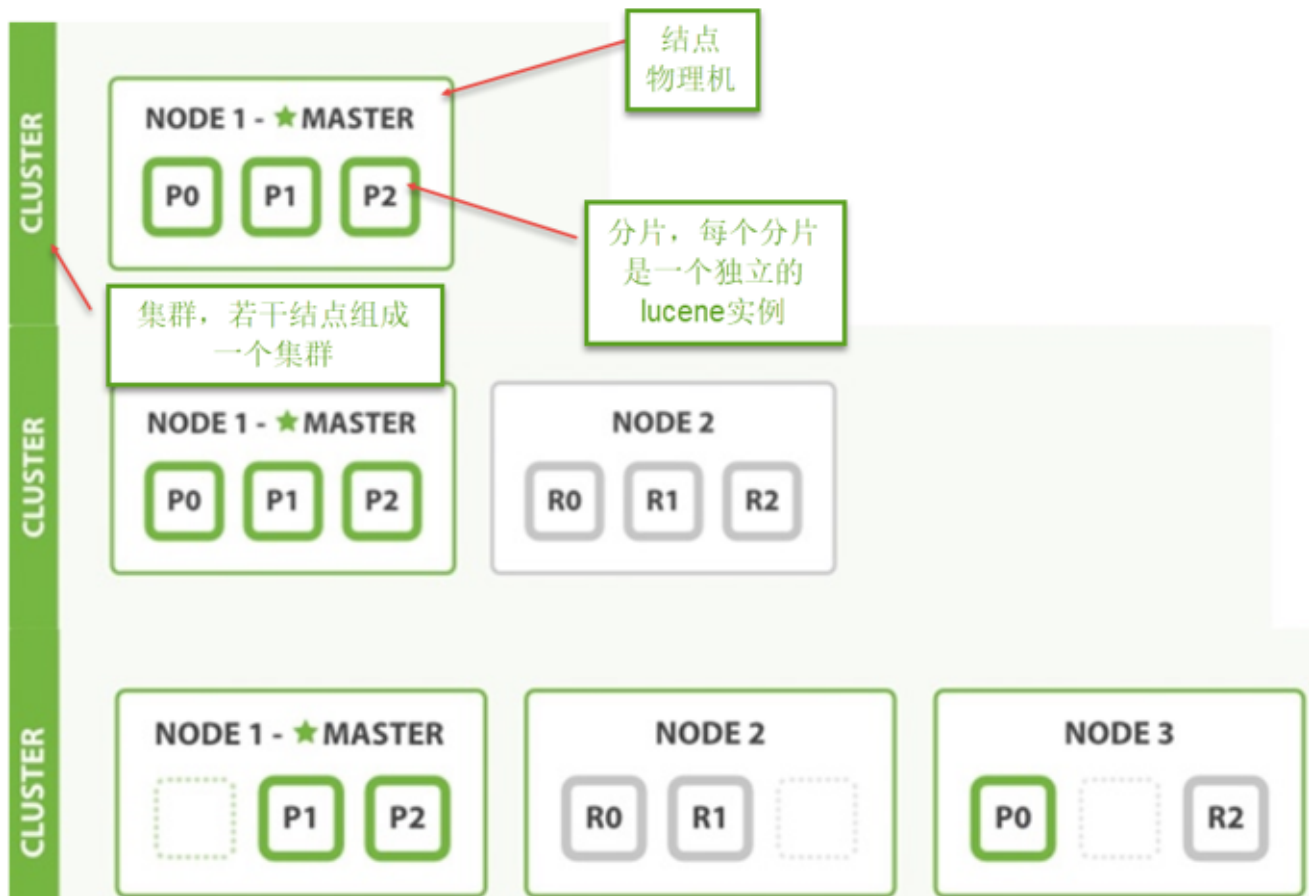 结点
物理机
CLUSTER
NODE 1 - ★MASTER
P0 P1 P2
分片，每个分片
是一个独立的
lucene实例
集群，若干结点组成
一个集群
CLUSTER
NODE 1 - ★MASTER
P0 P1 P2
NODE 2
R0 R1 R2
CLUSTER
NODE 1 - ★MASTER
P1 P2
NODE 2
R0 R1
NODE 3
P0 R2